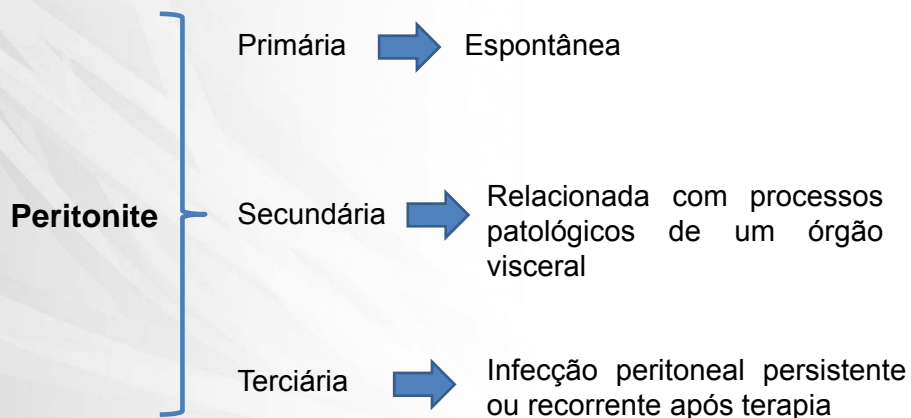 Primária
Espontânea
Peritonite
Secundária
Relacionada com processos
patológicos de um órgão
visceral
Terciária
Infecção peritoneal persistente
ou recorrente após terapia